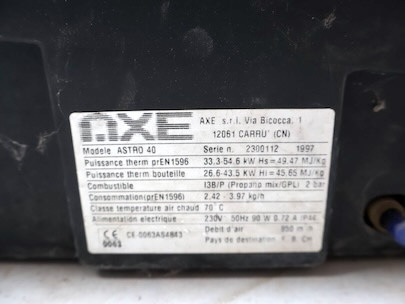 AXE
AXE s.r.l. Via Bicocca, 1
12061 CARRU' (CN)
Modele ASTRO 40 Serie n. 2300112 1997
Puissance therm prEN1596 33.3-54.6 kW Hs=49.47 MJ/Kg
Puissance therm bouteille 26.6-43.5 kW Hi=45.65 MJ/Kg
Combustible I3B/P (Propano mix/GPL) 2 bar
Consommation(prEN1596) 2.42 - 3.97 kg/h
Classe temperature air chaud 70°C
Alimentation electrique 230V 50Hz 90 W 0.72 A IP44
CE CE-0063AS4843 Debit d'air 950 m
0063 Pays de destination F, B, CH